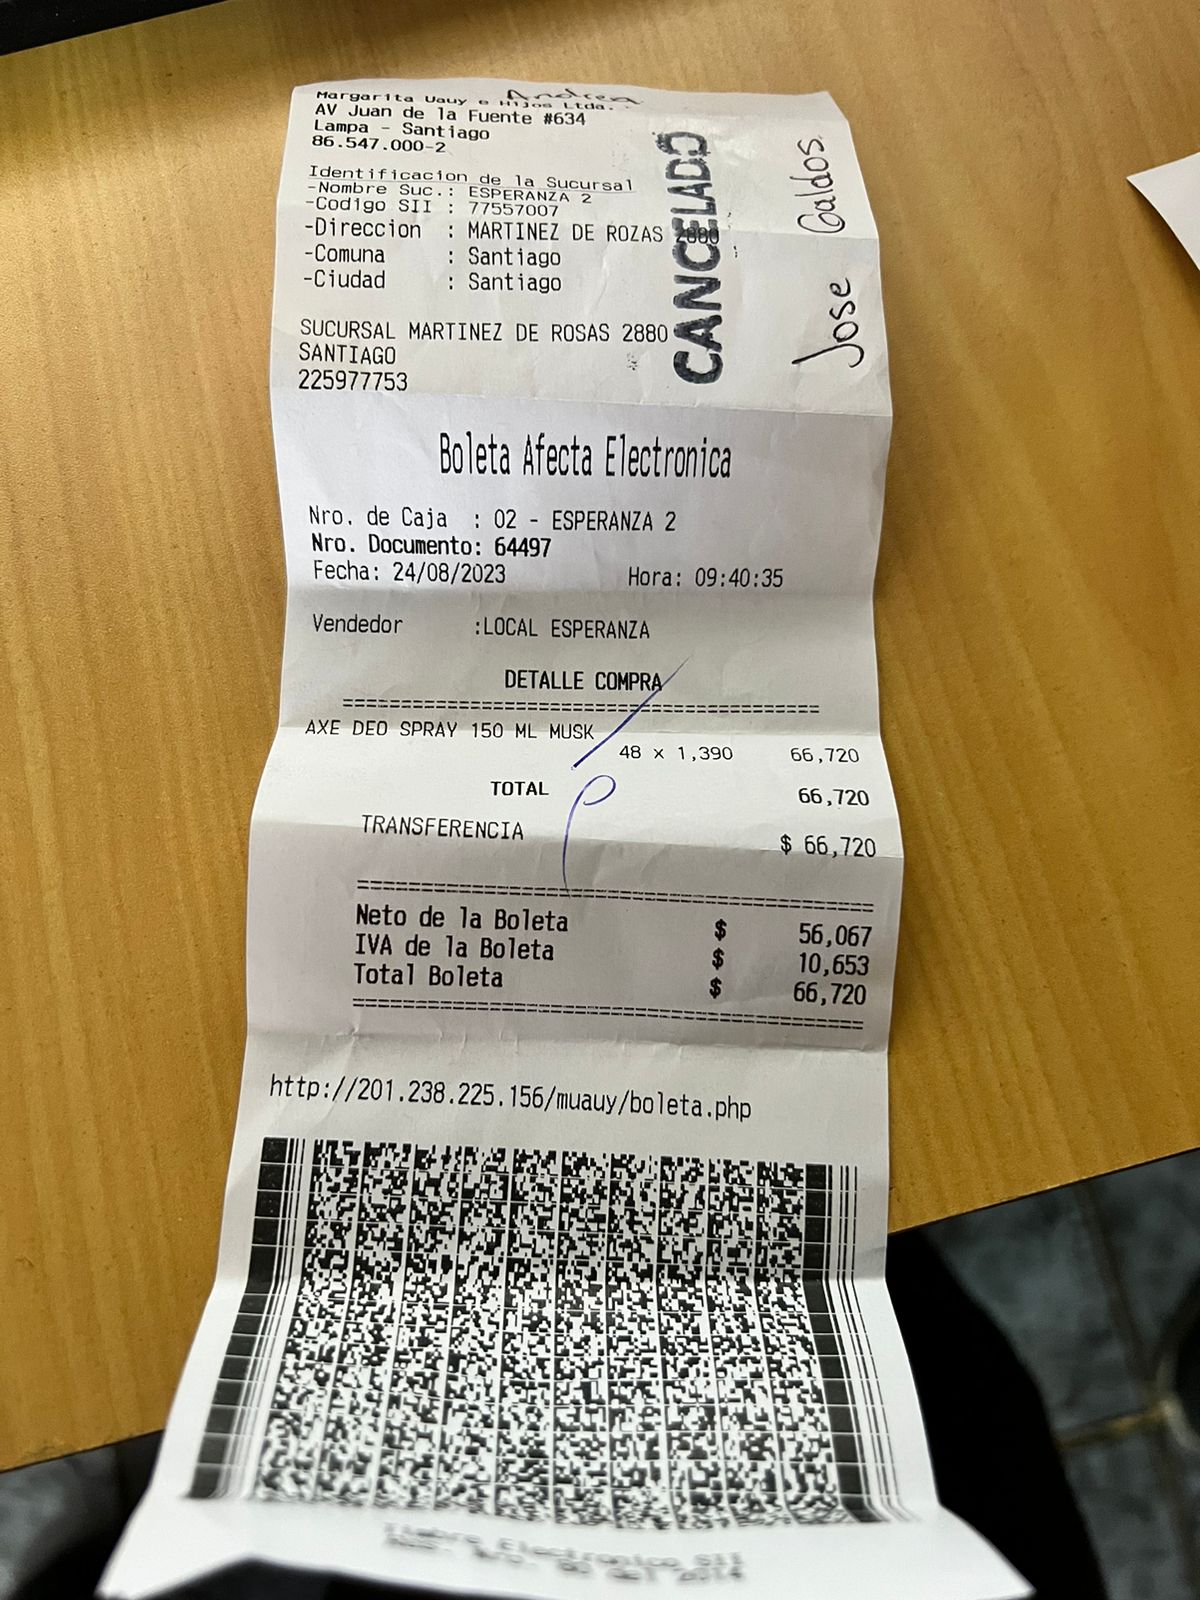 Andrea
Margarita Uauy e Hijos Ltda.
AV Juan de la Fuente #634
Lampa - Santiago
86.547.000-2
CANCELADO
Jose Galdos.
Identificacion de la Sucursal
-Nombre Suc.: ESPERANZA 2
-Codigo SII : 77557007
-Direccion : MARTINEZ DE ROZAS 2880
-Comuna : Santiago
-Ciudad : Santiago
SUCURSAL MARTINEZ DE ROSAS 2880
SANTIAGO
225977753
Boleta Afecta Electronica
Nro. de Caja : 02 - ESPERANZA 2
Nro. Documento: 64497
Fecha: 24/08/2023 Hora: 09:40:35
Vendedor :LOCAL ESPERANZA
DETALLE COMPRA
AXE DEO SPRAY 150 ML MUSK
48 x 1,390 66,720
TOTAL 66,720
TRANSFERENCIA $ 66,720
Neto de la Boleta $ 56,067
IVA de la Boleta $ 10,653
Total Boleta $ 66,720
http://201.238.225.156/muauy/boleta.php
Timbre Electronico SII